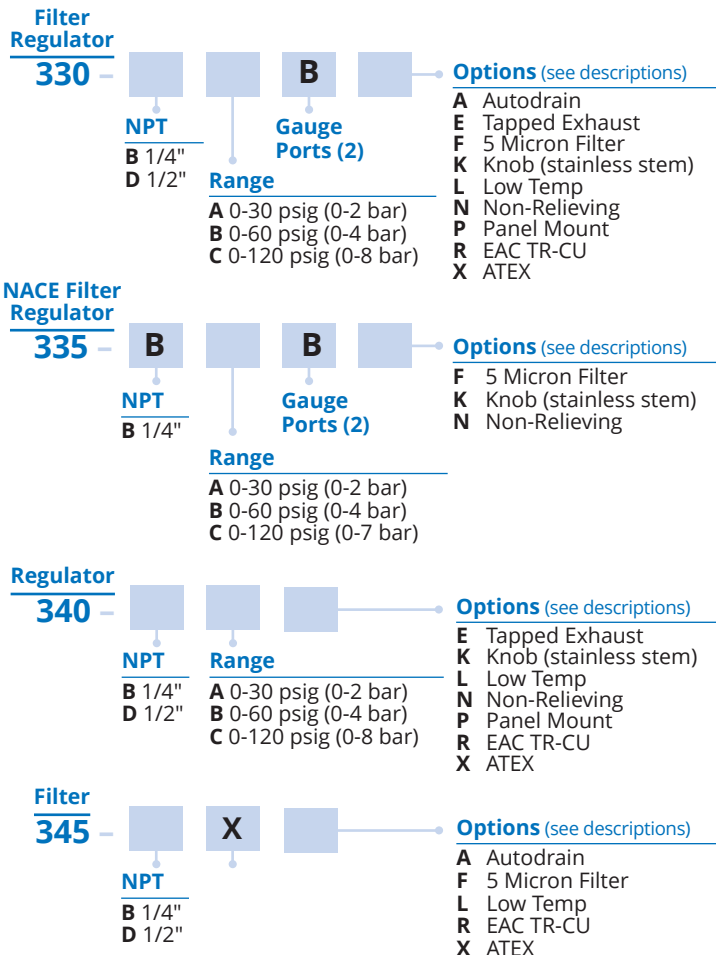 Filter
Regulator
330 –
B
NPT
B 1/4"
D 1/2"
Range
A 0-30 psig (0-2 bar)
B 0-60 psig (0-4 bar)
C 0-120 psig (0-8 bar)
Gauge
Ports (2)
Options (see descriptions)
A Autodrain
E Tapped Exhaust
F 5 Micron Filter
K Knob (stainless stem)
L Low Temp
N Non-Relieving
P Panel Mount
R EAC TR-CU
X ATEX
NACE Filter
Regulator
335 – B B
NPT
B 1/4"
Range
A 0-30 psig (0-2 bar)
B 0-60 psig (0-4 bar)
C 0-120 psig (0-7 bar)
Gauge
Ports (2)
Options (see descriptions)
F 5 Micron Filter
K Knob (stainless stem)
N Non-Relieving
Regulator
340 –
NPT
B 1/4"
D 1/2"
Range
A 0-30 psig (0-2 bar)
B 0-60 psig (0-4 bar)
C 0-120 psig (0-8 bar)
Options (see descriptions)
E Tapped Exhaust
K Knob (stainless stem)
L Low Temp
N Non-Relieving
P Panel Mount
R EAC TR-CU
X ATEX
Filter
345 – X
NPT
B 1/4"
D 1/2"
Options (see descriptions)
A Autodrain
F 5 Micron Filter
L Low Temp
R EAC TR-CU
X ATEX